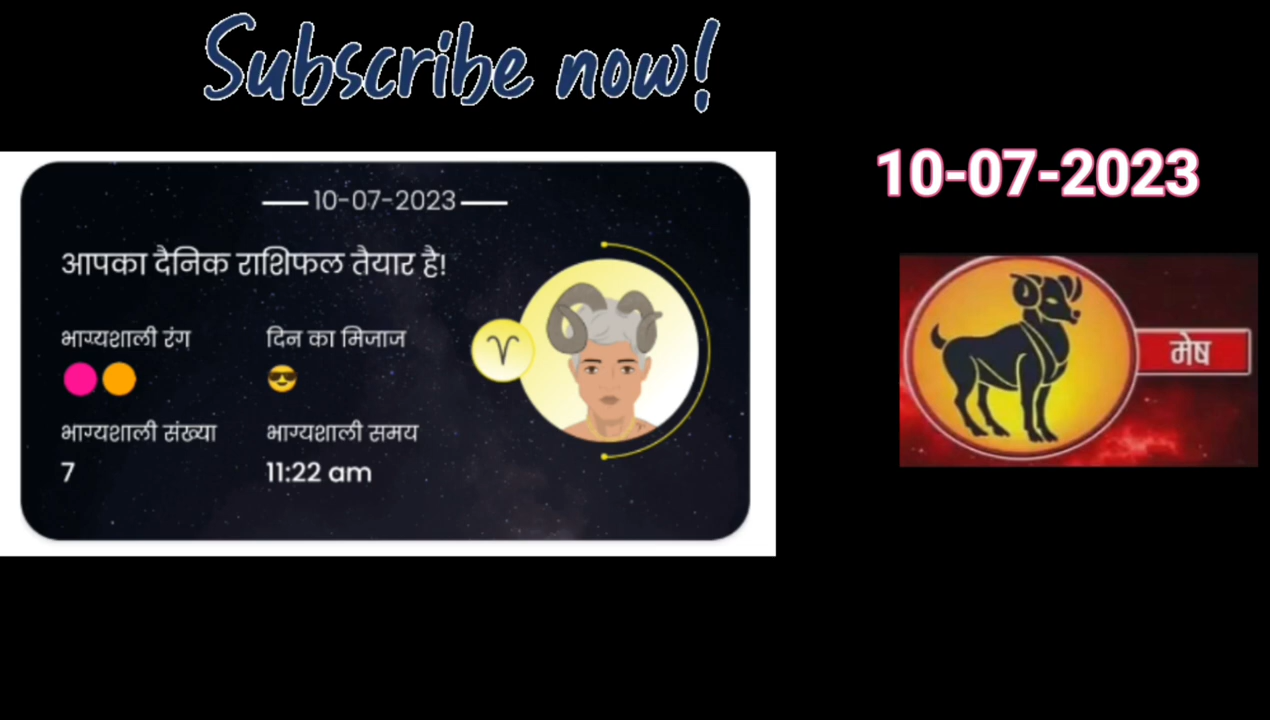 Subscribe now!
10-07-2023
10-07-2023
आपका दैनिक राशिफल तैयार है!
भाग्यशाली रंग
दिन का मिजाज
भाग्यशाली संख्या
भाग्यशाली समय
7
11:22 am
मेष